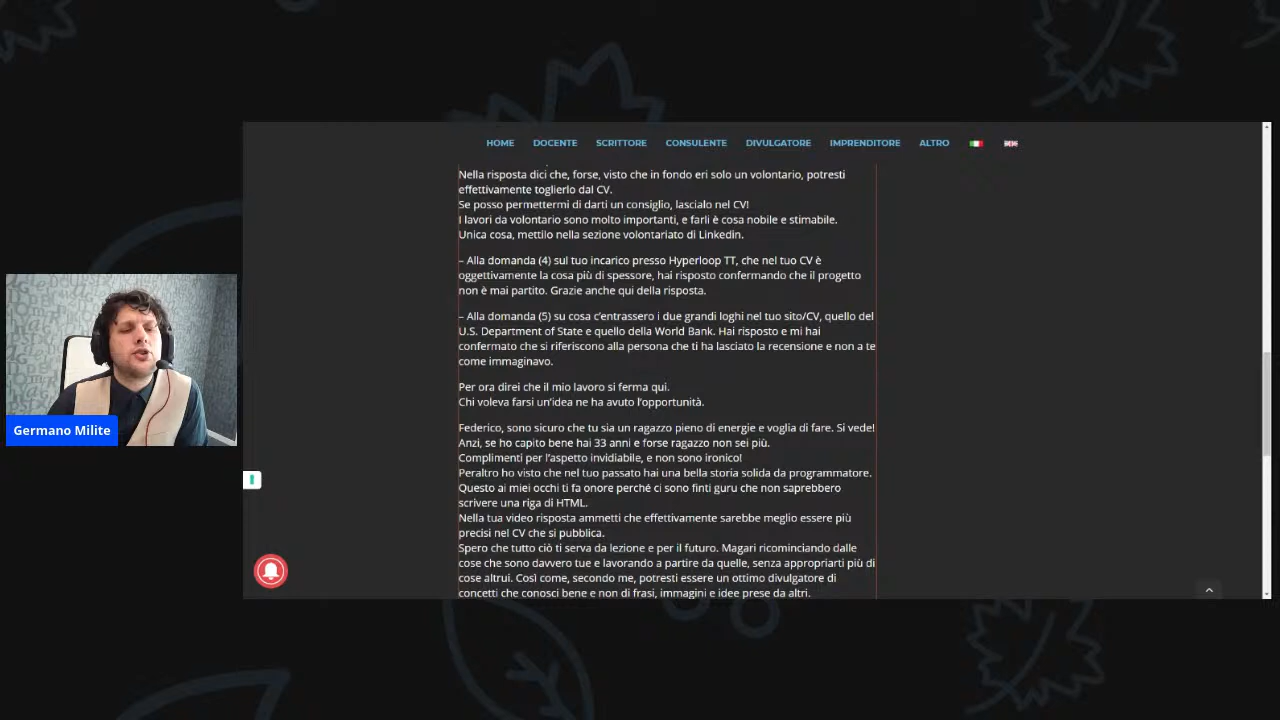 HOME DOCENTE SCRITTORE CONSULENTE DIVULGATORE IMPRENDITORE ALTRO
Nella risposta dici che, forse, visto che in fondo eri solo un volontario, potresti
effettivamente toglierlo dal CV.
Se posso permettermi di darti un consiglio, lascialo nel CV!
I lavori da volontario sono molto importanti, e farli è cosa nobile e stimabile.
Unica cosa, mettilo nella sezione volontariato di Linkedin.
– Alla domanda (4) sul tuo incarico presso Hyperloop TT, che nel tuo CV è
oggettivamente la cosa più di spessore, hai risposto confermando che il progetto
non è mai partito. Grazie anche qui della risposta.
– Alla domanda (5) su cosa c’entrassero i due grandi loghi nel tuo sito/CV, quello del
U.S. Department of State e quello della World Bank. Hai risposto e mi hai
confermato che si riferiscono alla persona che ti ha lasciato la recensione e non a te
come immaginavo.
Per ora direi che il mio lavoro si ferma qui.
Chi voleva farsi un’idea ne ha avuto l’opportunità.
Federico, sono sicuro che tu sia un ragazzo pieno di energie e voglia di fare. Si vede!
Anzi, se ho capito bene hai 33 anni e forse ragazzo non sei più.
Complimenti per l’aspetto invidiabile, e non sono ironico!
Peraltro ho visto che nel tuo passato hai una bella storia solida da programmatore.
Questo ai miei occhi ti fa onore perché ci sono finti guru che non saprebbero
scrivere una riga di HTML.
Nella tua video risposta ammetti che effettivamente sarebbe meglio essere più
precisi nel CV che si pubblica.
Spero che tutto ciò ti serva da lezione e per il futuro. Magari ricominciando dalle
cose che sono davvero tue e lavorando a partire da quelle, senza appropriarti più di
cose altrui. Così come, secondo me, potresti essere un ottimo divulgatore di
concetti che conosci bene e non di frasi, immagini e idee prese da altri.
Germano Milite